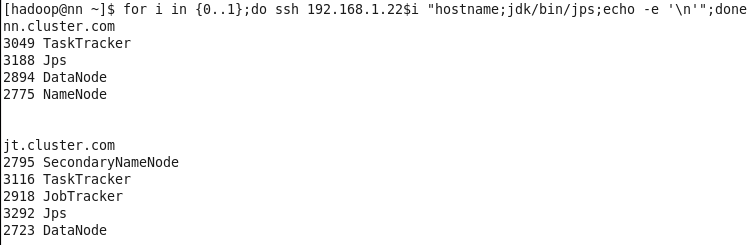 [hadoop@nn ~]$ for i in {0..1};do ssh 192.168.1.22$i "hostname;jdk/bin/jps;echo -e '\n'";done
nn.cluster.com
3049 TaskTracker
3188 Jps
2894 DataNode
2775 NameNode
jt.cluster.com
2795 SecondaryNameNode
3116 TaskTracker
2918 JobTracker
3292 Jps
2723 DataNode